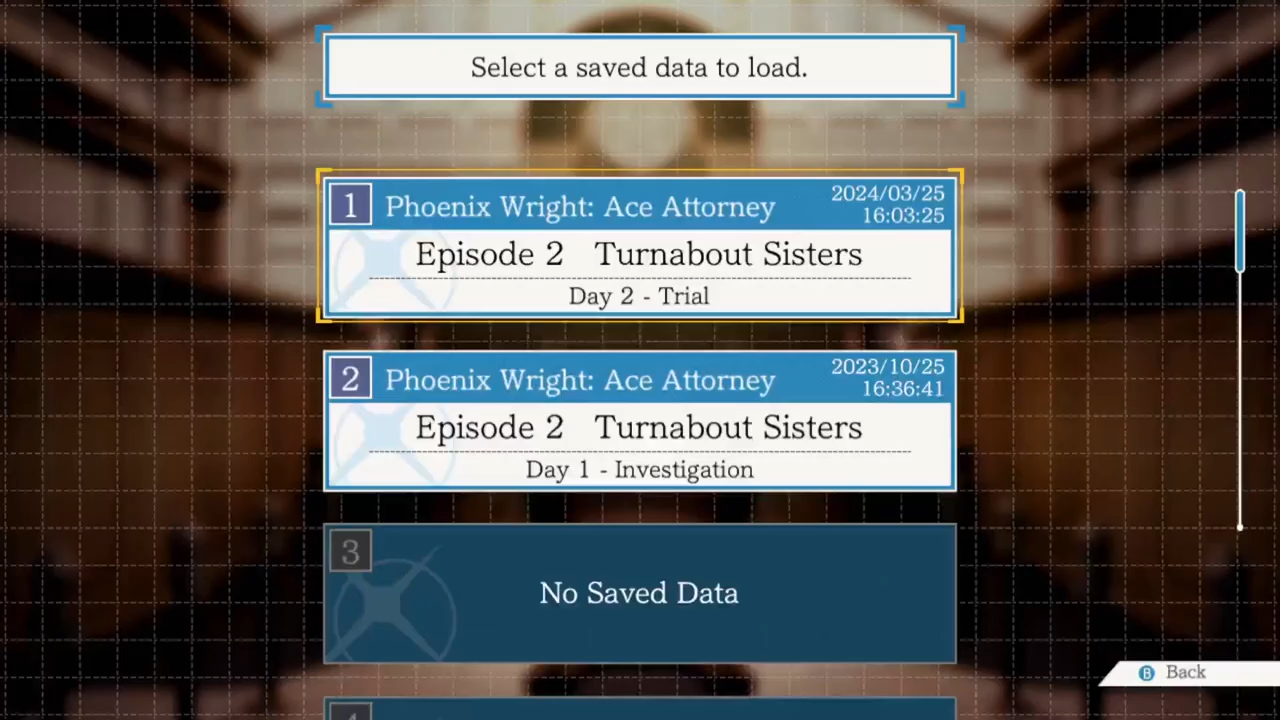 Select a saved data to load.
1 Phoenix Wright: Ace Attorney 2024/03/25
16:03:25
Episode 2 Turnabout Sisters
Day 2 - Trial
2 Phoenix Wright: Ace Attorney 2023/10/25
16:36:41
Episode 2 Turnabout Sisters
Day 1 - Investigation
3
No Saved Data
B Back
4